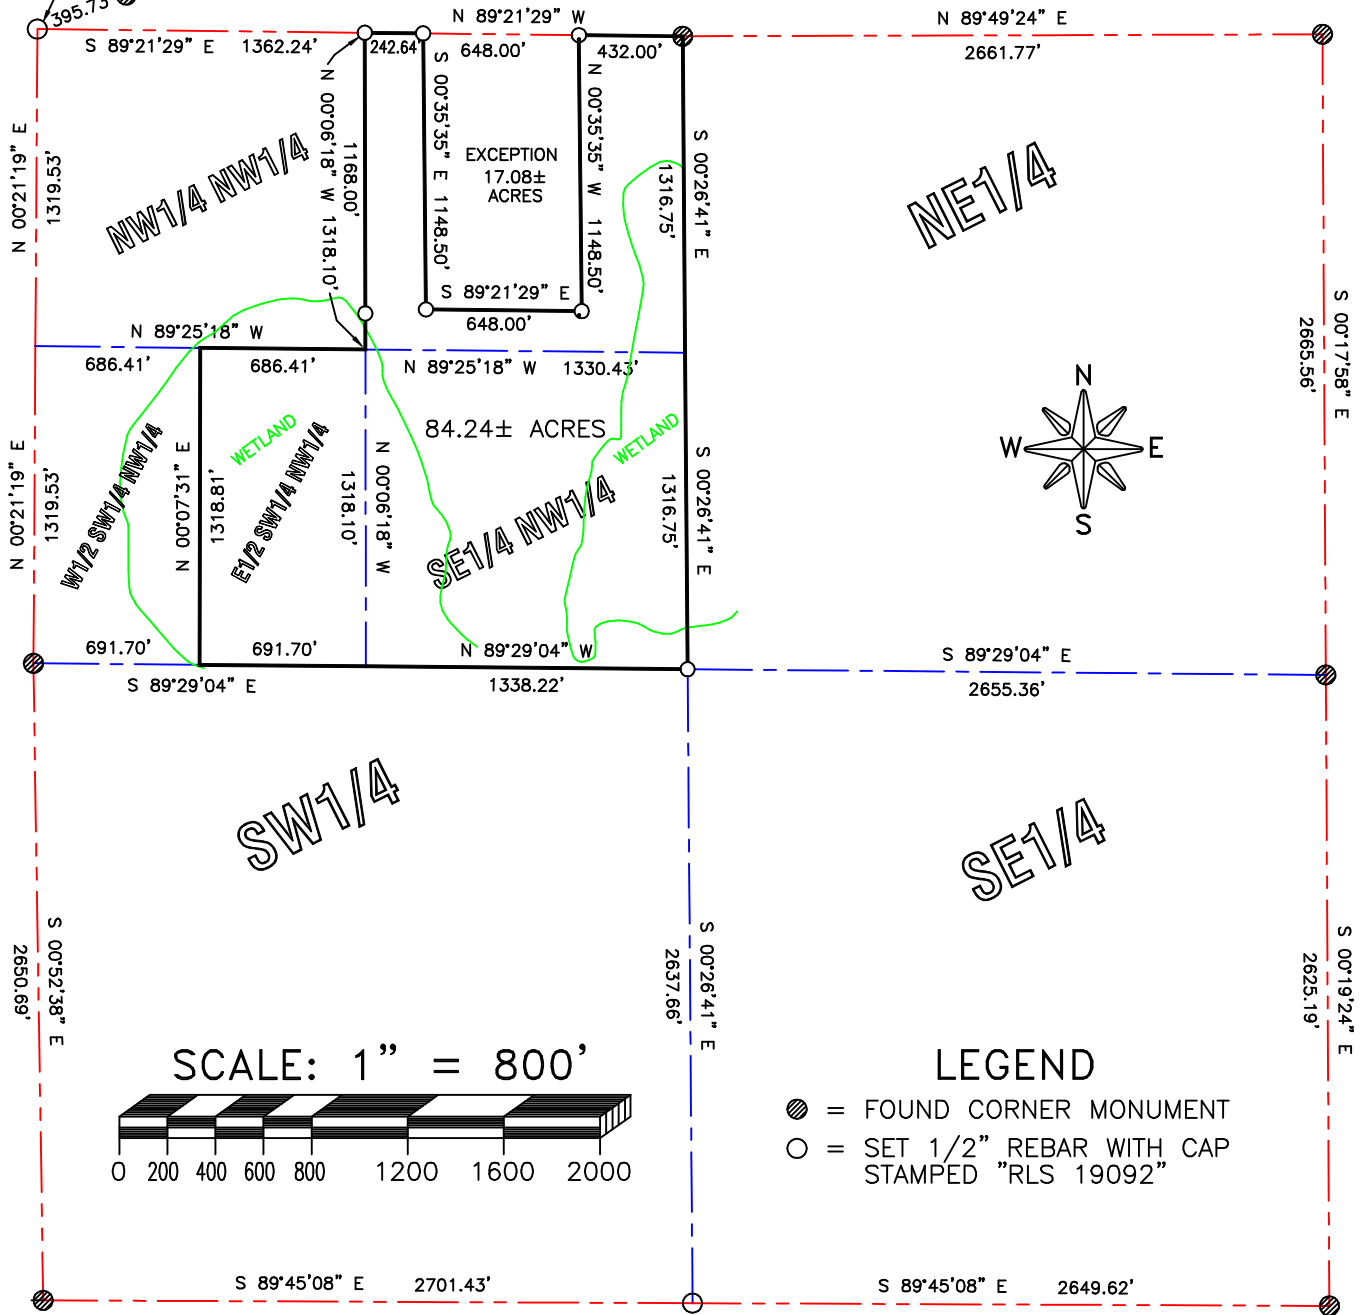 395.73'
N 89°21'29" W
N 89°49'24" E
S 89°21'29" E
1362.24'
242.64'
648.00'
432.00'
2661.77'
N 00°21'19" E
1319.53'
NW1/4 NW1/4
N 00°06'18" W 1318.10'
1168.00'
S 00°35'35" E 1148.50'
EXCEPTION
17.08±
ACRES
N 00°35'35" W 1148.50'
1316.75'
S 00°26'41" E
NE1/4
S 89°21'29" E
648.00'
N 89°25'18" W
686.41'
686.41'
N 89°25'18" W
1330.43'
2665.56'
S 00°17'58" E
N
W
E
S
84.24± ACRES
N 00°21'19" E
1319.53'
W1/2 SW1/4 NW1/4
N 00°07'31" E
1318.81'
WETLAND
E1/2 SW1/4 NW1/4
1318.10'
N 00°06'18" W
SE1/4 NW1/4
WETLAND
1316.75'
S 00°26'41" E
691.70'
691.70'
N 89°29'04" W
S 89°29'04" E
S 89°29'04" E
1338.22'
2655.36'
SW1/4
SE1/4
2650.69'
S 00°52'38" E
2637.66'
S 00°26'41" E
2625.19'
S 00°19'24" E
SCALE: 1" = 800'
0 200 400 600 800 1200 1600 2000
LEGEND
= FOUND CORNER MONUMENT
= SET 1/2" REBAR WITH CAP
STAMPED "RLS 19092"
S 89°45'08" E
2701.43'
S 89°45'08" E
2649.62'